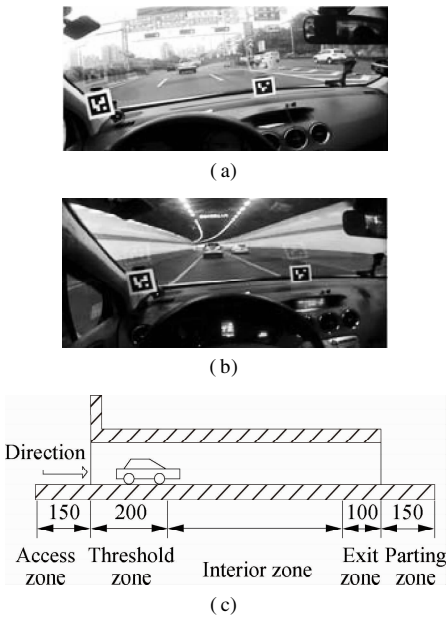 (a)
(b)
Direction
150 200 100 150
Access Threshold Interior zone Exit Parting
zone zone zone zone
(c)